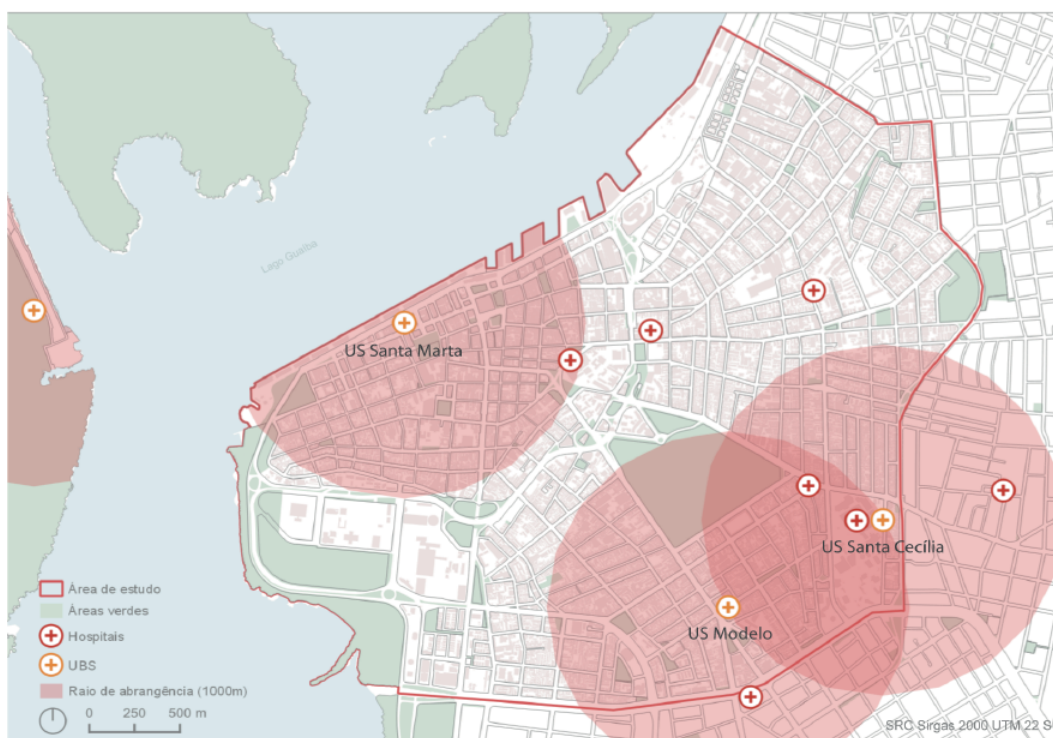 Lago Guaíba
US Santa Marta
US Santa Cecília
US Modelo
Área de estudo
Áreas verdes
Hospitais
UBS
Raio de abrangência (1000m)
0 250 500 m
SRC Sirgas 2000 UTM 22 S